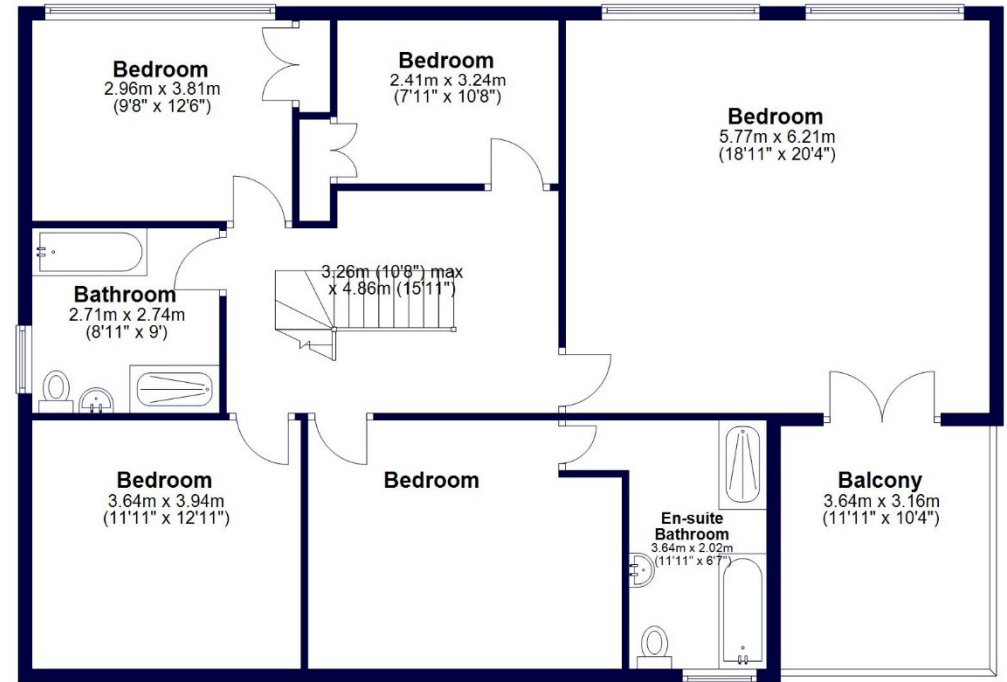 Bedroom
2.96m x 3.81m
(9'8" x 12'6")
Bedroom
2.41m x 3.24m
(7'11" x 10'8")
Bedroom
5.77m x 6.21m
(18'11" x 20'4")
3.26m (10'8") max
x 4.86m (15'11")
Bathroom
2.71m x 2.74m
(8'11" x 9')
Bedroom
3.64m x 3.94m
(11'11" x 12'11")
Bedroom
En-suite
Bathroom
3.64m x 2.02m
(11'11" x 6'7")
Balcony
3.64m x 3.16m
(11'11" x 10'4")